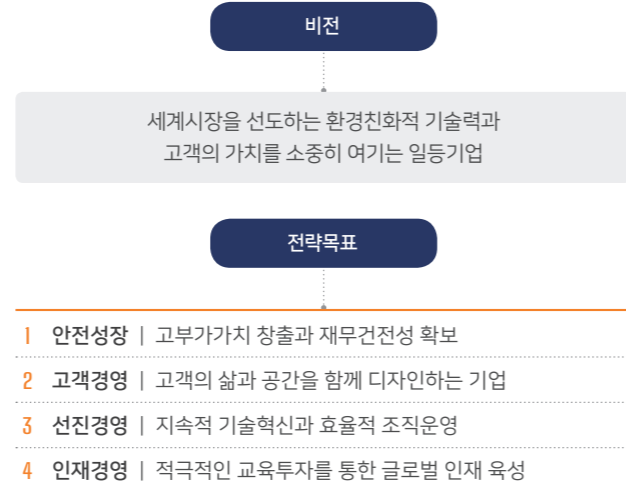 비전
세계시장을 선도하는 환경친화적 기술력과
고객의 가치를 소중히 여기는 일등기업
전략목표
1 안전성장 | 고부가가치 창출과 재무건전성 확보
2 고객경영 | 고객의 삶과 공간을 함께 디자인하는 기업
3 선진경영 | 지속적 기술혁신과 효율적 조직운영
4 인재경영 | 적극적인 교육투자를 통한 글로벌 인재 육성